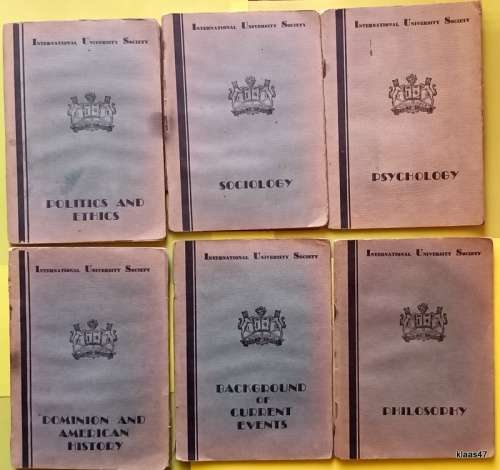 INTERNATIONAL UNIVERSITY SOCIETY
POLITICS AND
ETHICS
INTERNATIONAL UNIVERSITY SOCIETY
SOCIOLOGY
INTERNATIONAL UNIVERSITY SOCIETY
PSYCHOLOGY
INTERNATIONAL UNIVERSITY SOCIETY
DOMINION AND
AMERICAN
HISTORY
INTERNATIONAL UNIVERSITY SOCIETY
BACKGROUND
OF
CURRENT
EVENTS
INTERNATIONAL UNIVERSITY SOCIETY
PHILOSOPHY
klaas47